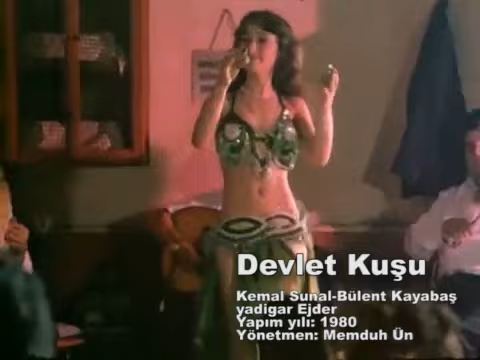 Devlet Kuşu
Kemal Sunal-Bülent Kayabaş
yadigar Ejder
Yapım yılı: 1980
Yönetmen: Memduh Ün